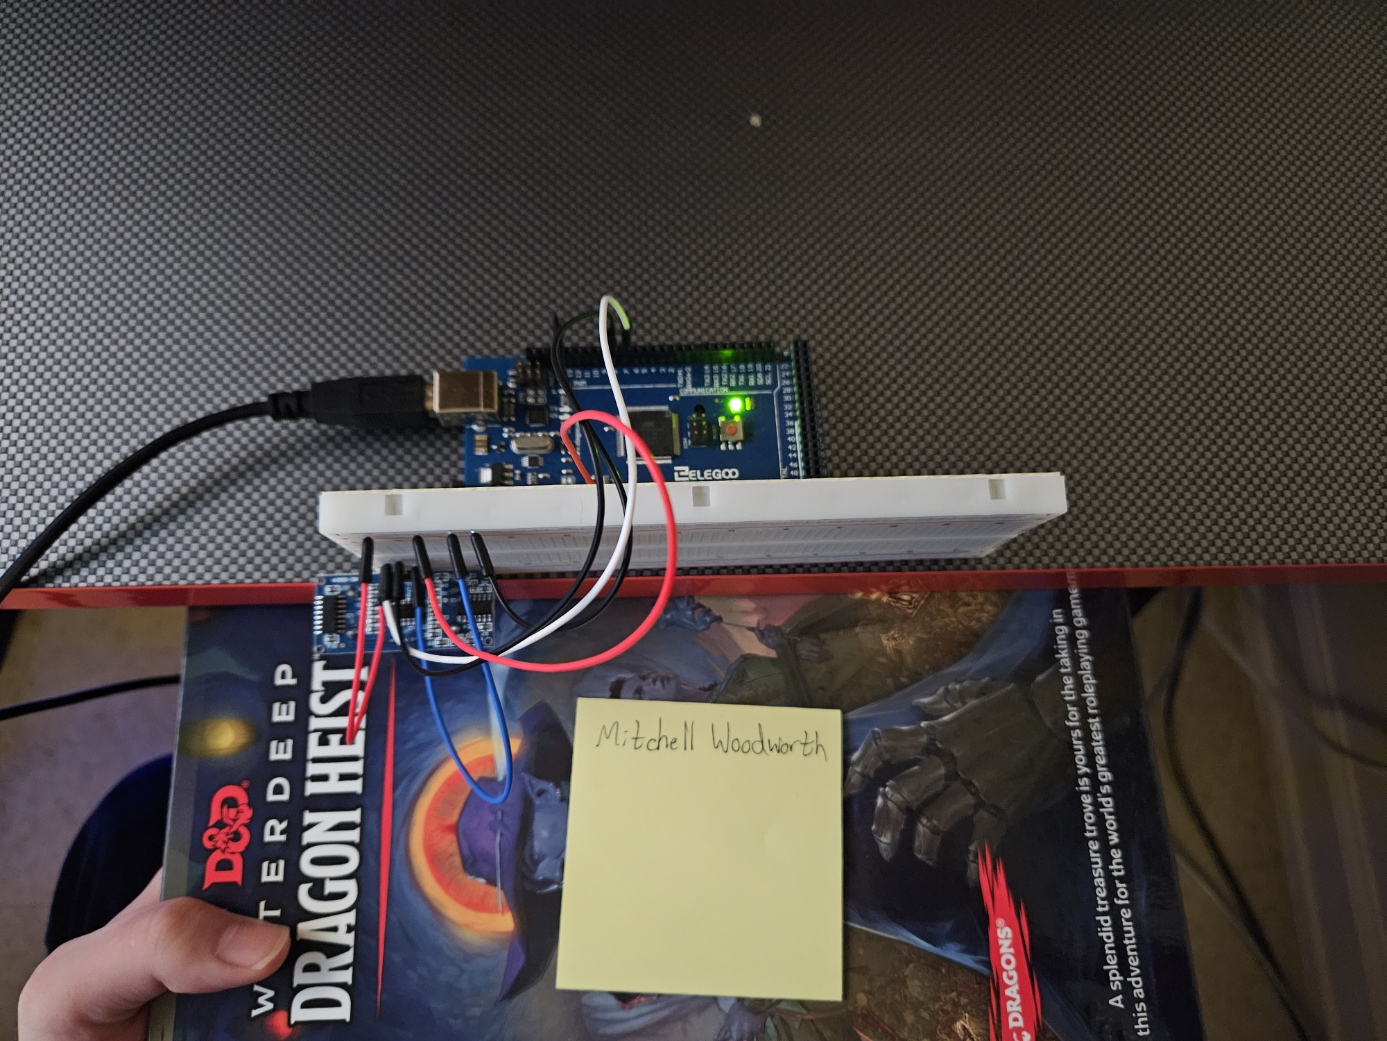 ELEGOO
COMMUNICATION
Mitchell Woodworth
D&D
WATERDEEP
DRAGON HEIST
A splendid treasure trove is yours for the taking in
this adventure for the world's greatest roleplaying game
DRAGONS®